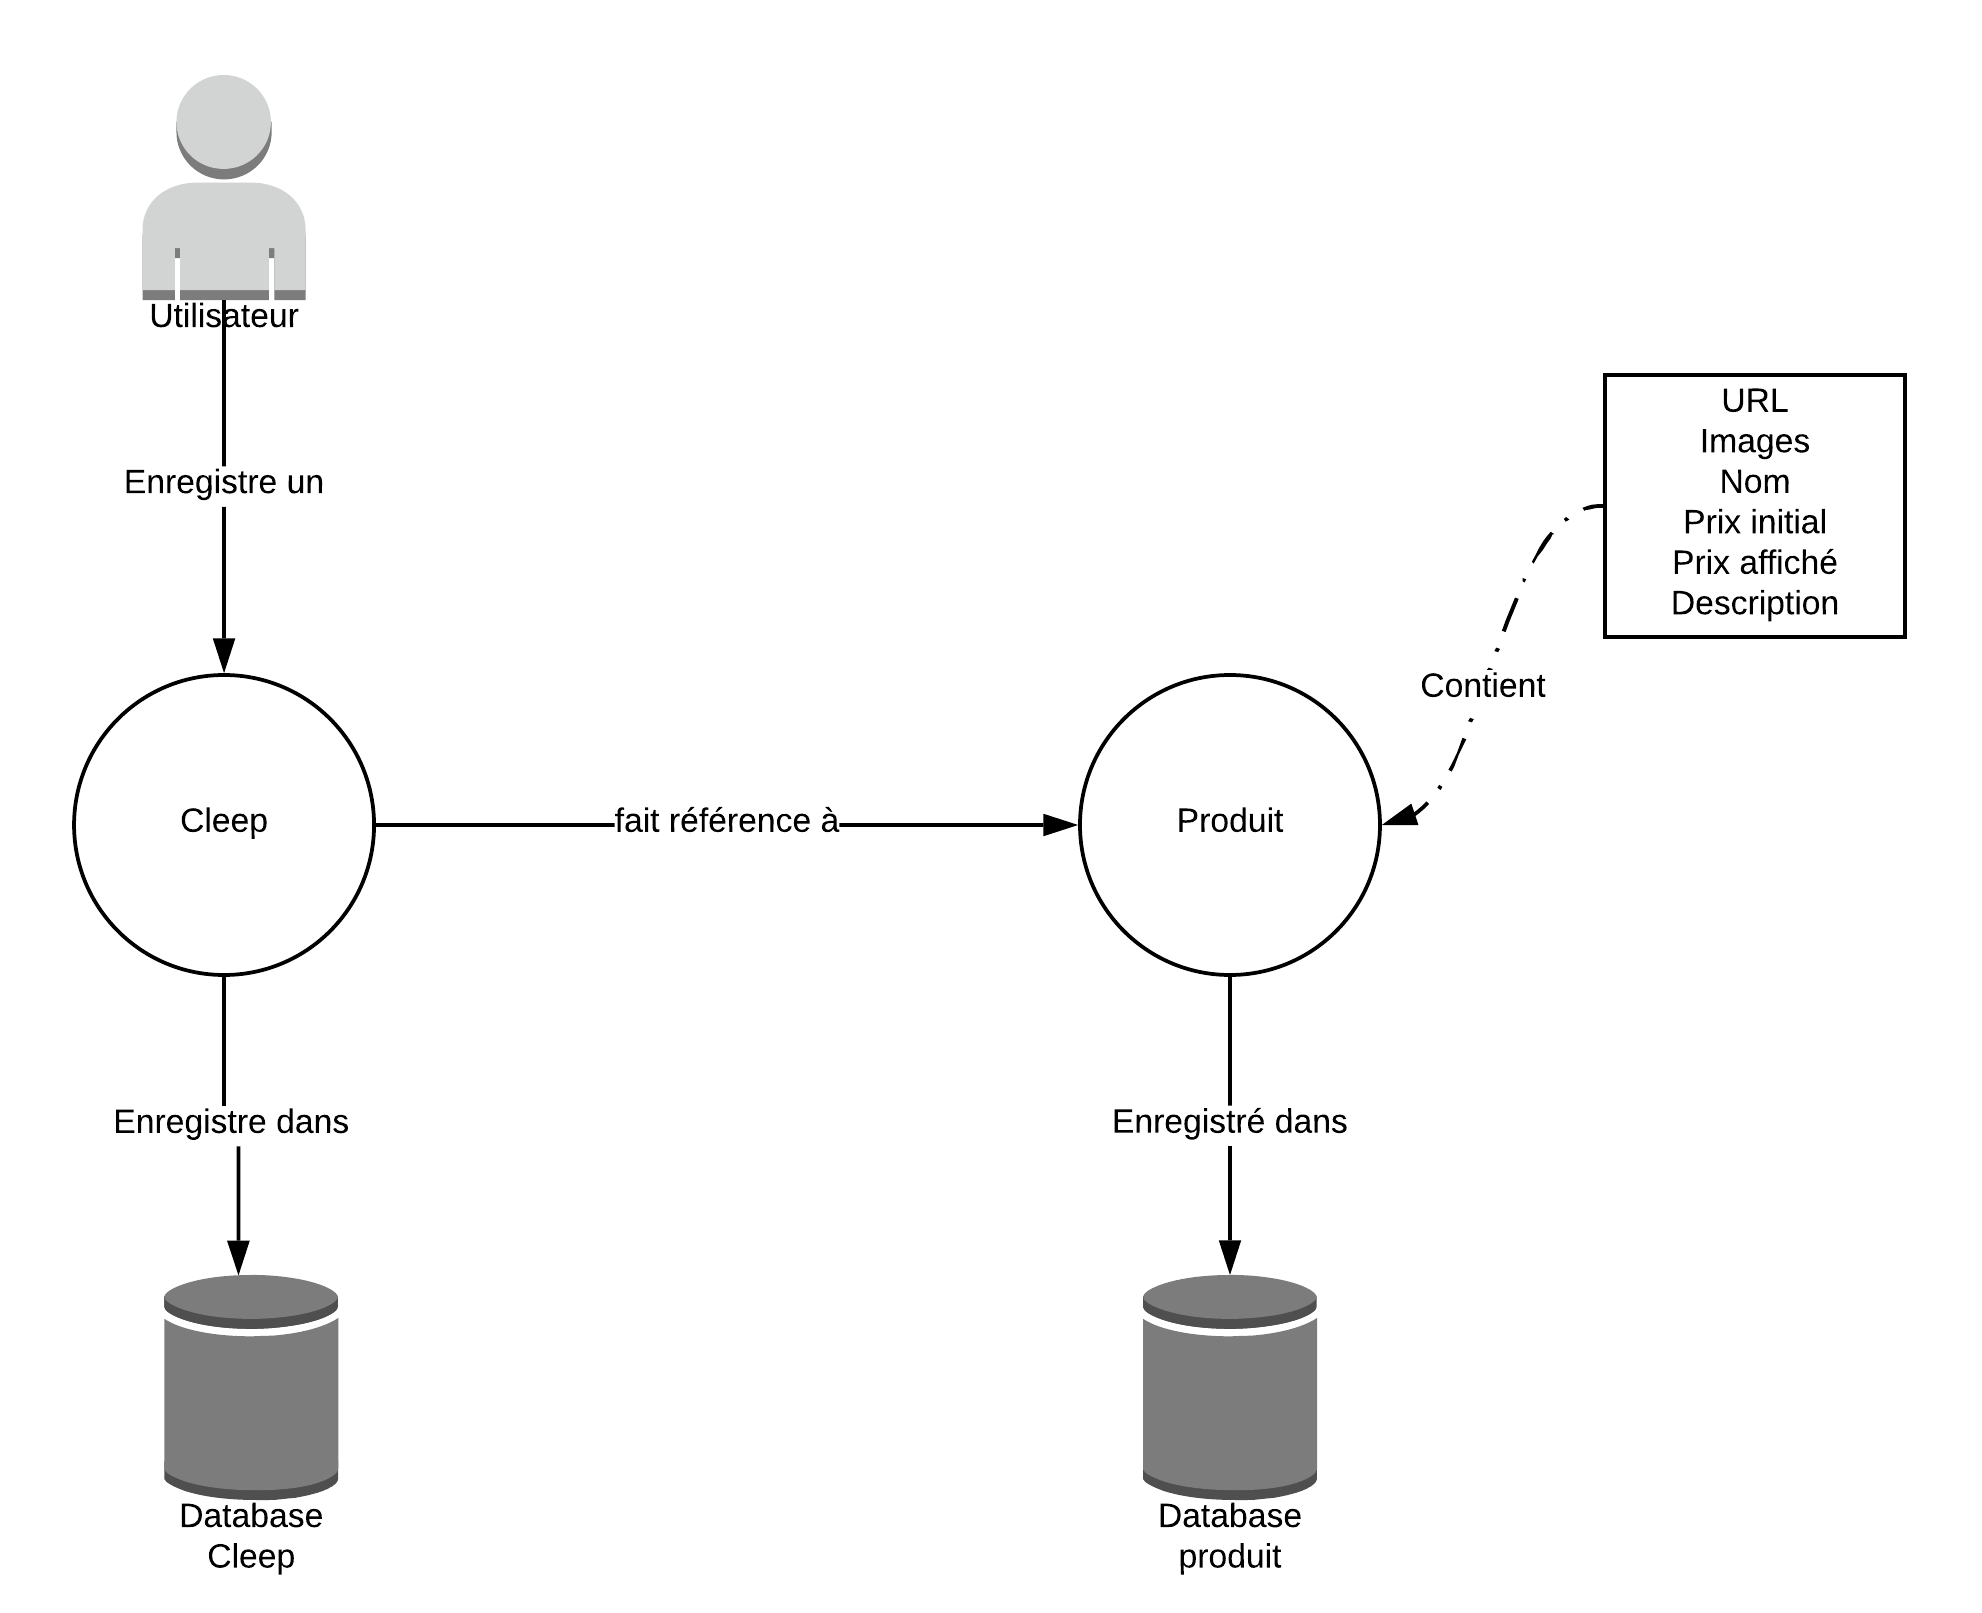 Utilisateur
Enregistre un
URL
Images
Nom
Prix initial
Prix affiché
Description
Contient
Cleep
fait référence à
Produit
Enregistre dans
Enregistré dans
Database
Cleep
Database
produit